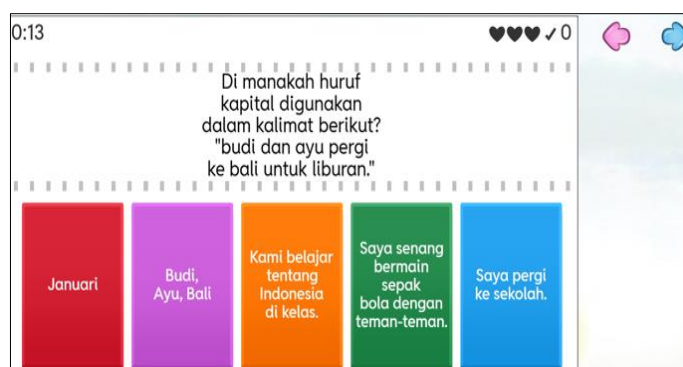 0:13
♥♥♥ ✓ 0
Di manakah huruf
kapital digunakan
dalam kalimat berikut?
"budi dan ayu pergi
ke bali untuk liburan."
Januari
Budi,
Ayu, Bali
Kami belajar
tentang
Indonesia
di kelas.
Saya senang
bermain
sepak
bola dengan
teman-teman.
Saya pergi
ke sekolah.